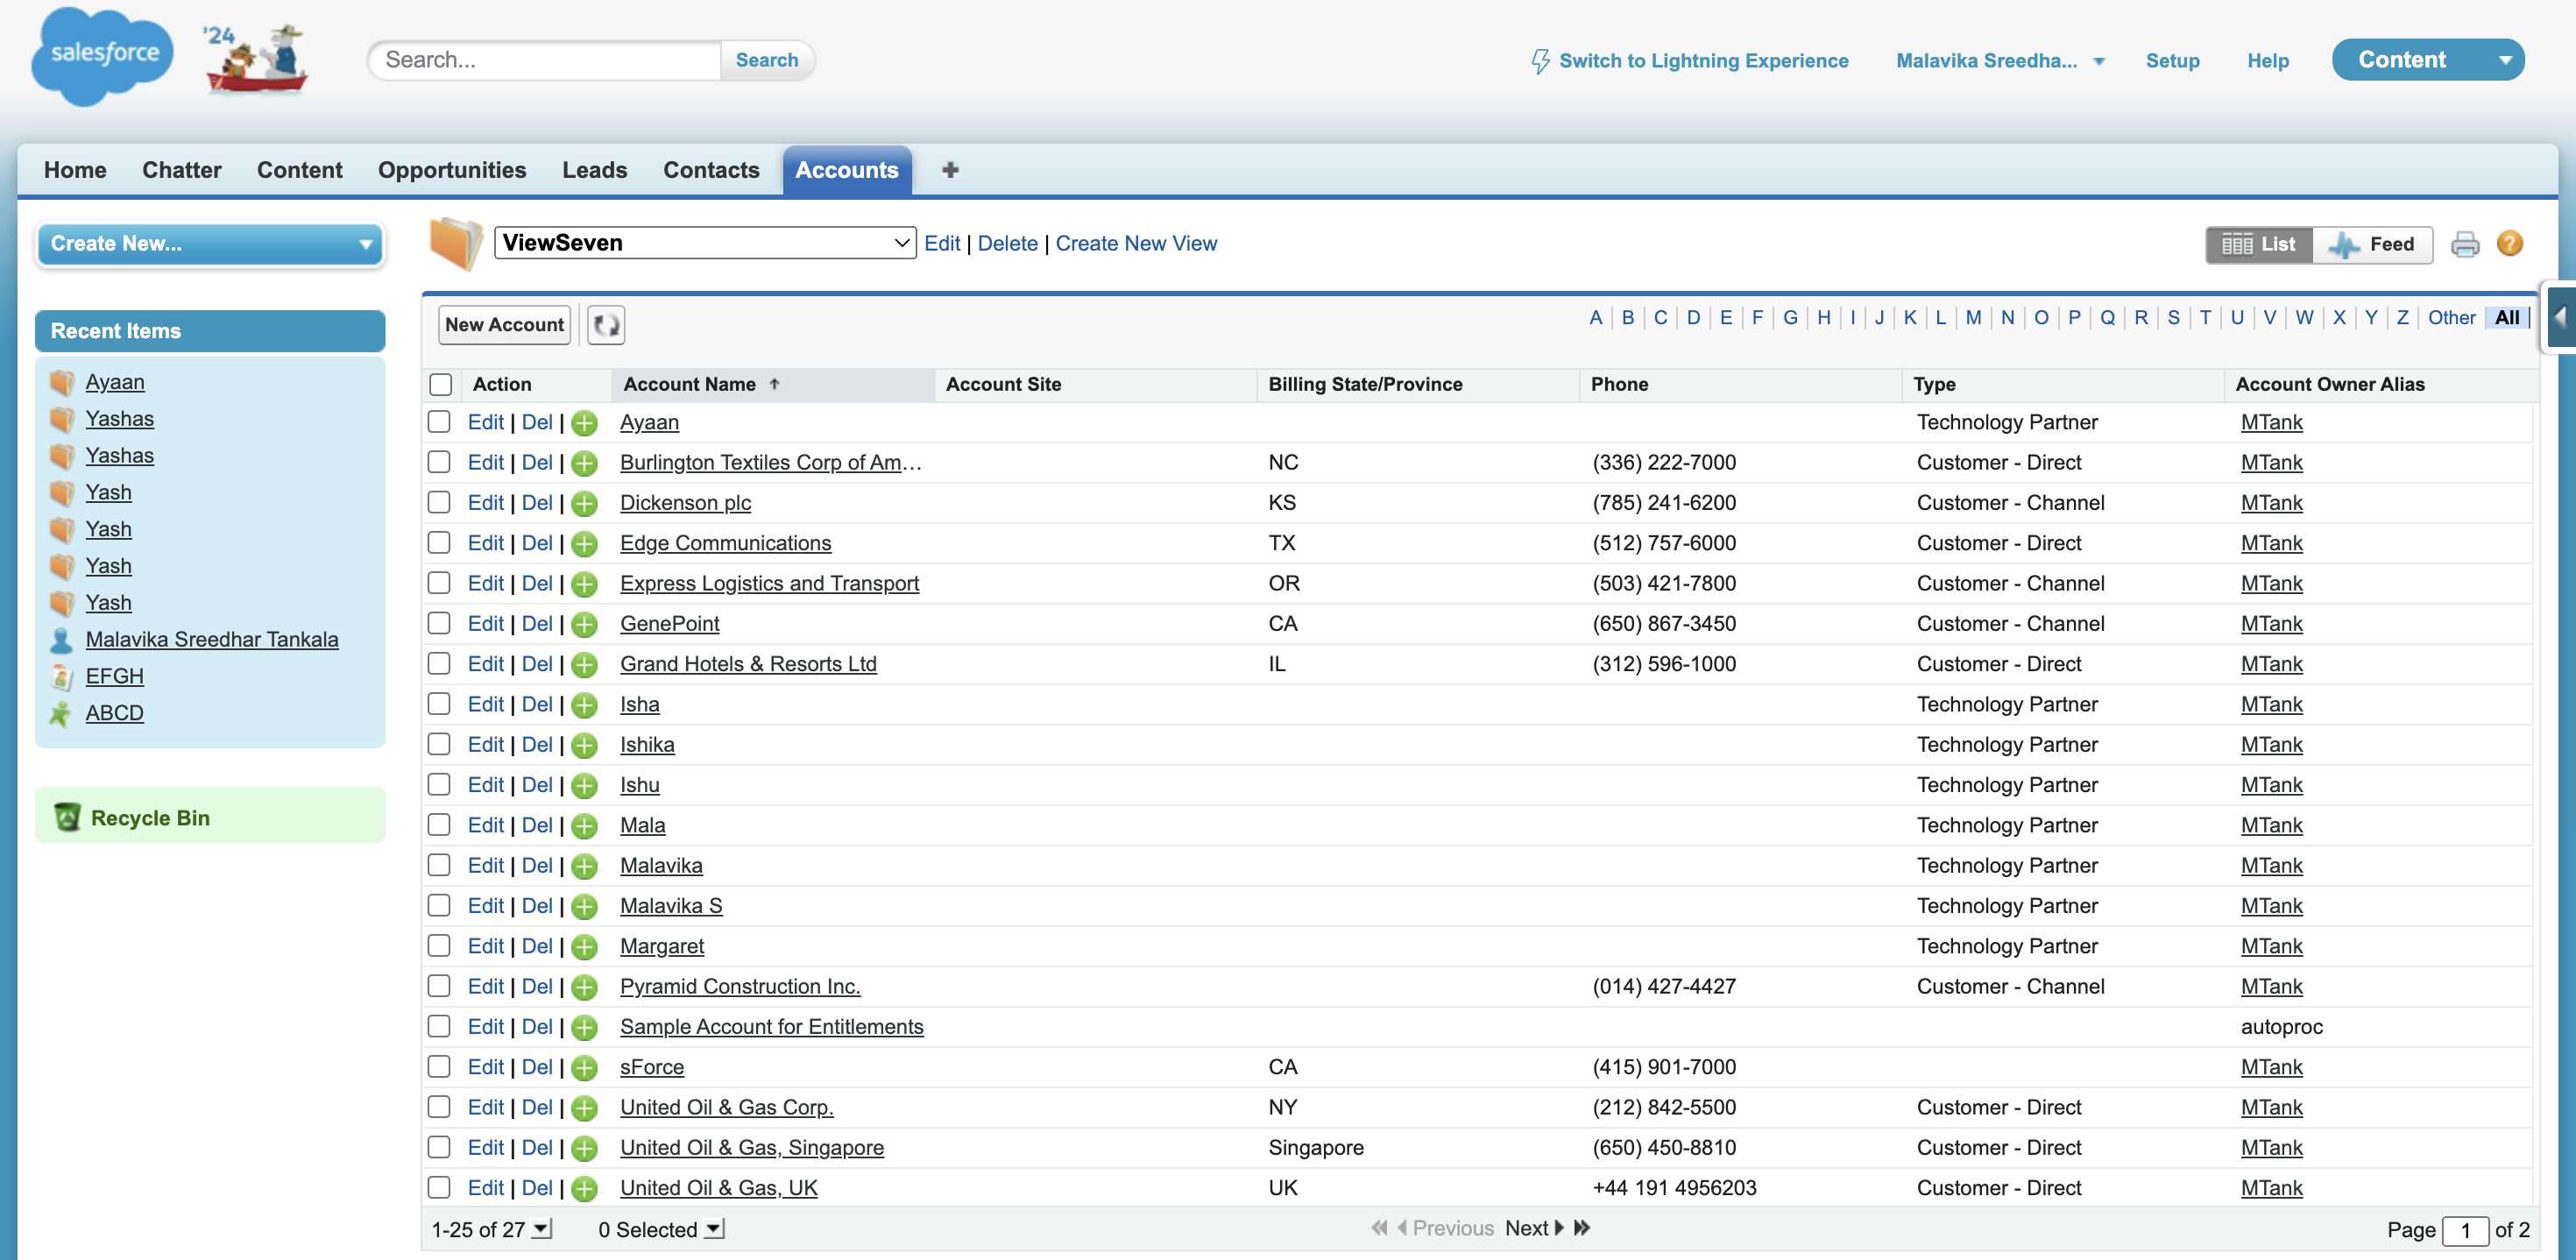 salesforce
'24
Search...
Search
Switch to Lightning Experience
Malavika Sreedha...
Setup
Help
Content
Home
Chatter
Content
Opportunities
Leads
Contacts
Accounts
Create New...
ViewSeven
Edit | Delete | Create New View
List
Feed
Recent Items
Ayaan
Yashas
Yashas
Yash
Yash
Yash
Yash
Malavika Sreedhar Tankala
EFGH
ABCD
Recycle Bin
New Account
A | B | C | D | E | F | G | H | I | J | K | L | M | N | O | P | Q | R | S | T | U | V | W | X | Y | Z | Other | All
Action Account Name Account Site Billing State/Province Phone Type Account Owner Alias
Edit | Del | Ayaan Technology Partner MTank
Edit | Del | Burlington Textiles Corp of Am... NC (336) 222-7000 Customer - Direct MTank
Edit | Del | Dickenson plc KS (785) 241-6200 Customer - Channel MTank
Edit | Del | Edge Communications TX (512) 757-6000 Customer - Direct MTank
Edit | Del | Express Logistics and Transport OR (503) 421-7800 Customer - Channel MTank
Edit | Del | GenePoint CA (650) 867-3450 Customer - Channel MTank
Edit | Del | Grand Hotels & Resorts Ltd IL (312) 596-1000 Customer - Direct MTank
Edit | Del | Isha Technology Partner MTank
Edit | Del | Ishika Technology Partner MTank
Edit | Del | Ishu Technology Partner MTank
Edit | Del | Mala Technology Partner MTank
Edit | Del | Malavika Technology Partner MTank
Edit | Del | Malavika S Technology Partner MTank
Edit | Del | Margaret Technology Partner MTank
Edit | Del | Pyramid Construction Inc. (014) 427-4427 Customer - Channel MTank
Edit | Del | Sample Account for Entitlements autoproc
Edit | Del | sForce CA (415) 901-7000 MTank
Edit | Del | United Oil & Gas Corp. NY (212) 842-5500 Customer - Direct MTank
Edit | Del | United Oil & Gas, Singapore Singapore (650) 450-8810 Customer - Direct MTank
Edit | Del | United Oil & Gas, UK UK +44 191 4956203 Customer - Direct MTank
1-25 of 27 0 Selected Previous Next Page 1 of 2